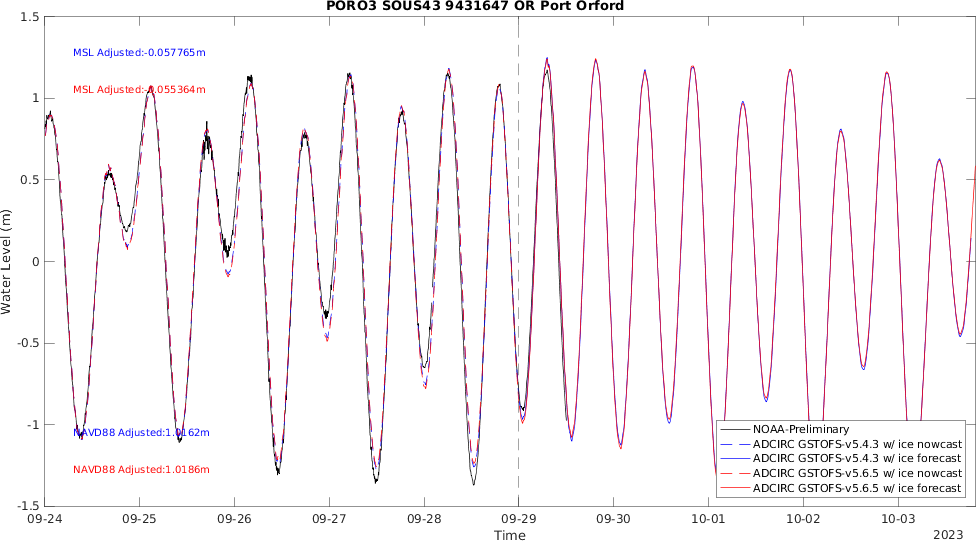 PORO3 SOUS43 9431647 OR Port Orford
1.5
MSL Adjusted:-0.057765m
1
MSL Adjusted:-0.055364m
0.5
Water Level (m)
0
-0.5
-1
NAVD88 Adjusted:1.0162m
NAVD88 Adjusted:1.0186m
-1.5
NOAA-Preliminary
ADCIRC GSTOFS-v5.4.3 w/ ice nowcast
ADCIRC GSTOFS-v5.4.3 w/ ice forecast
ADCIRC GSTOFS-v5.6.5 w/ ice nowcast
ADCIRC GSTOFS-v5.6.5 w/ ice forecast
09-24 09-25 09-26 09-27 09-28 09-29 09-30 10-01 10-02 10-03
Time
2023